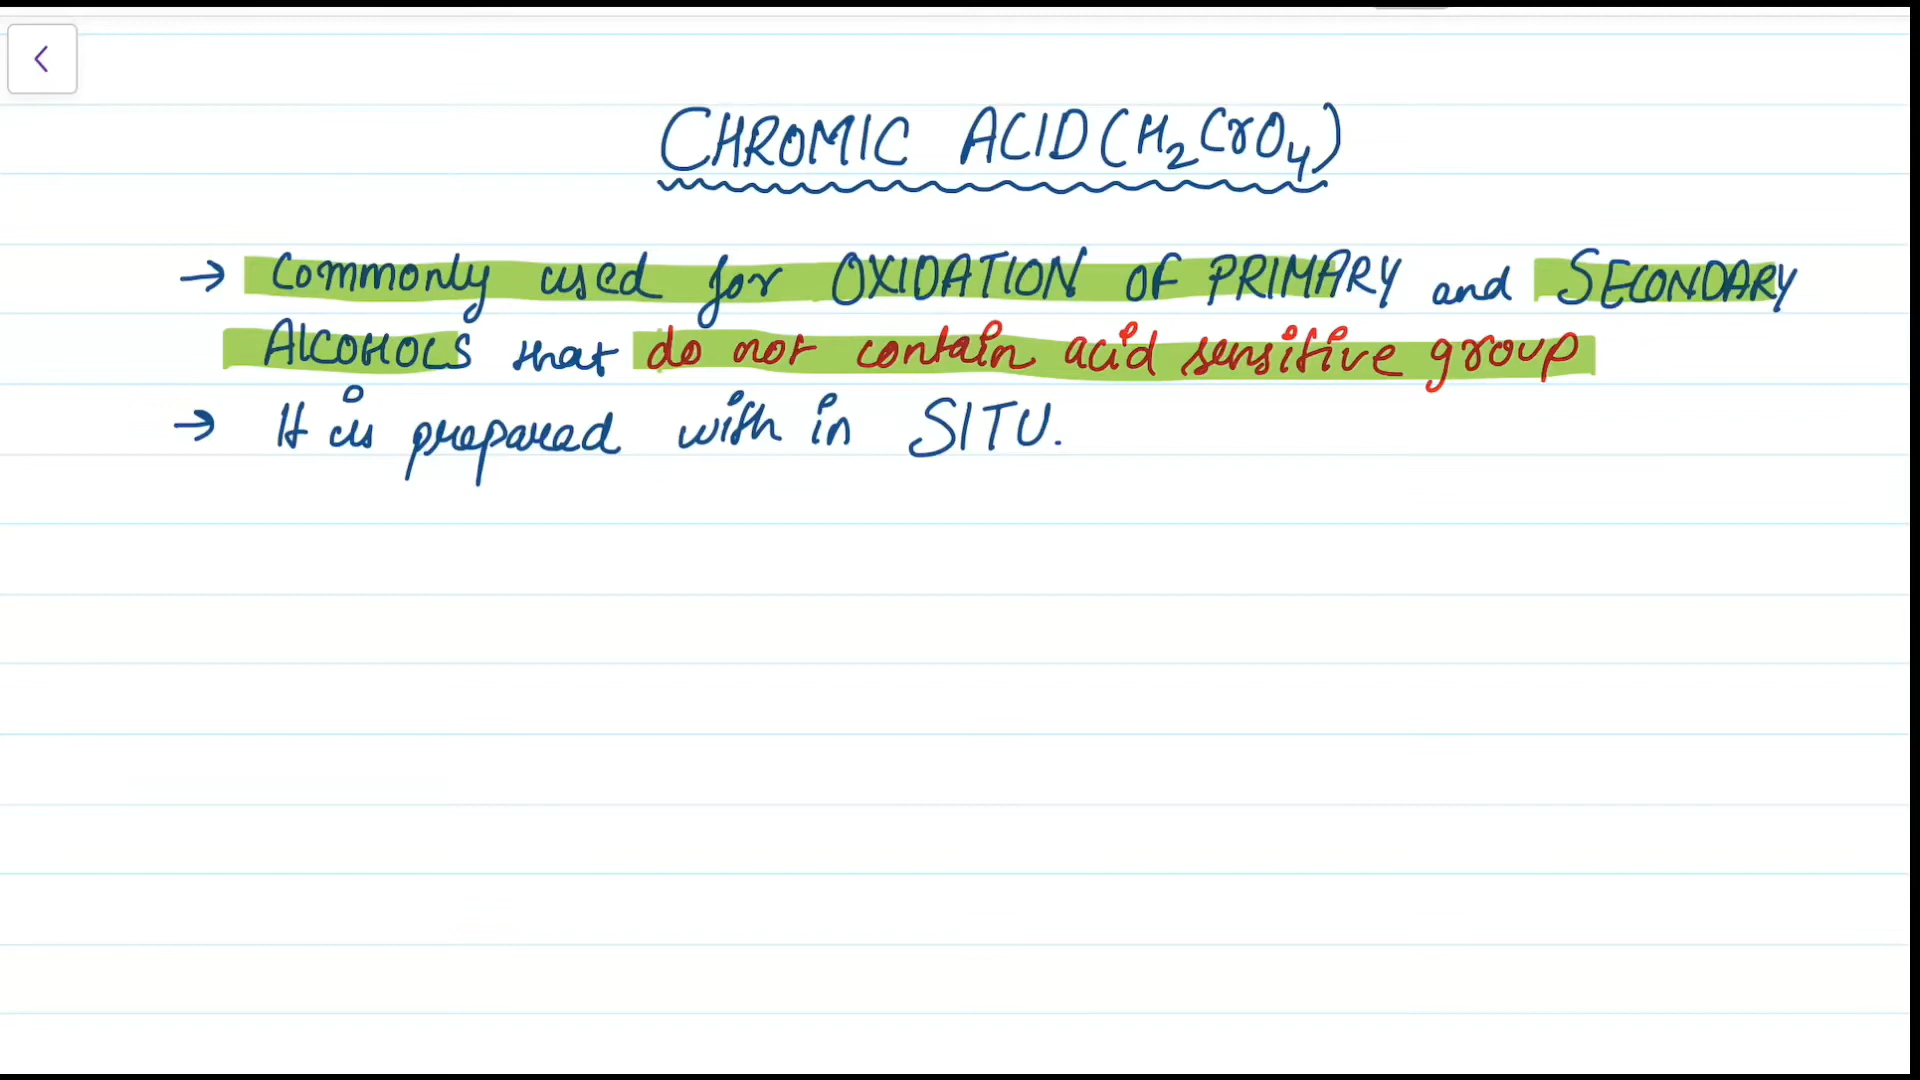 CHROMIC ACID (H₂CrO₄)
→ Commonly used for OXIDATION OF PRIMARY and SECONDARY
ALCOHOLS that do not contain acid sensitive group
→ It is prepared with in SITU.